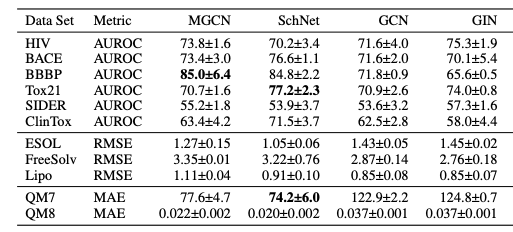 Data Set Metric MGCN SchNet GCN GIN
HIV AUROC 73.8±1.6 70.2±3.4 71.6±4.0 75.3±1.9
BACE AUROC 73.4±3.0 76.6±1.1 71.6±2.0 70.1±5.4
BBBP AUROC 85.0±6.4 84.8±2.2 71.8±0.9 65.6±0.5
Tox21 AUROC 70.7±1.6 77.2±2.3 70.9±2.6 74.0±0.8
SIDER AUROC 55.2±1.8 53.9±3.7 53.6±3.2 57.3±1.6
ClinTox AUROC 63.4±4.2 71.5±3.7 62.5±2.8 58.0±4.4
ESOL RMSE 1.27±0.15 1.05±0.06 1.43±0.05 1.45±0.02
FreeSolv RMSE 3.35±0.01 3.22±0.76 2.87±0.14 2.76±0.18
Lipo RMSE 1.11±0.04 0.91±0.10 0.85±0.08 0.85±0.07
QM7 MAE 77.6±4.7 74.2±6.0 122.9±2.2 124.8±0.7
QM8 MAE 0.022±0.002 0.020±0.002 0.037±0.001 0.037±0.001